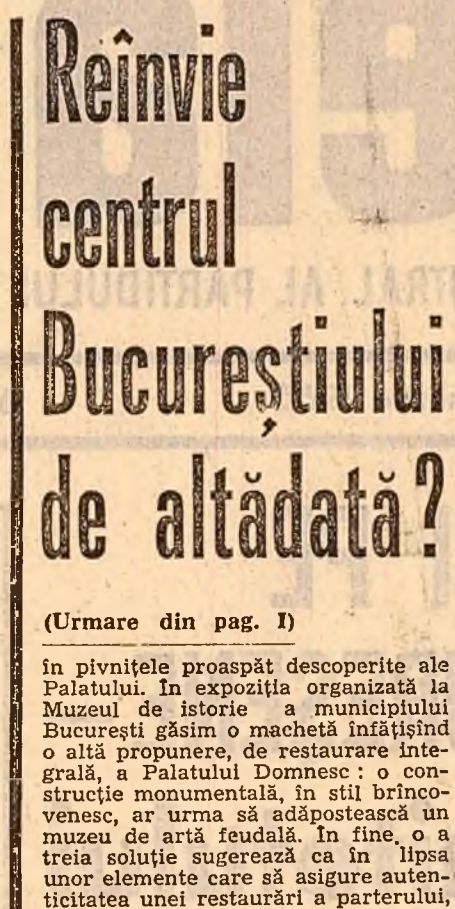 Reînvie
centrul
Bucureștiului
de altădată?
(Urmare din pag. I)
în pivnițele proaspăt descoperite ale
Palatului. In expoziția organizată la
Muzeul de istorie a municipiului
București găsim o machetă înfățișînd
o altă propunere, de restaurare inte-
grală, a Palatului Domnesc : o con-
strucție monumentală, în stil brînco-
venesc, ar urma să adăpostească un
muzeu de artă feudală. In fine, o a
treia soluție sugerează ca în lipsa
unor elemente care să asigure auten-
ticitatea unei restaurări a parterului,